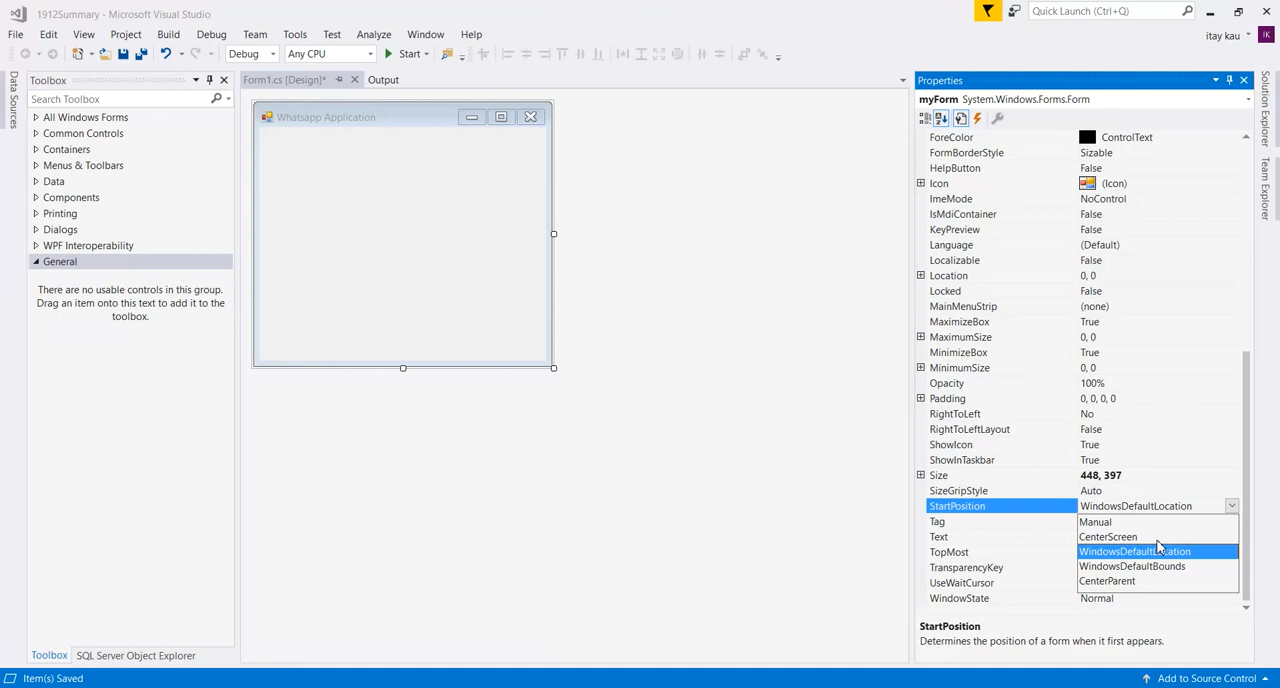 1912Summary - Microsoft Visual Studio
Quick Launch (Ctrl+Q)
File Edit View Project Build Debug Team Tools Test Analyze Window Help
itay kau IK
Debug Any CPU Start
Data Sources
Toolbox
Search Toolbox
All Windows Forms
Common Controls
Containers
Menus & Toolbars
Data
Components
Printing
Dialogs
WPF Interoperability
General
There are no usable controls in this group.
Drag an item onto this text to add it to the
toolbox.
Toolbox SQL Server Object Explorer
Form1.cs [Design]* Output
Whatsapp Application
Properties
myForm System.Windows.Forms.Form
ForeColor ControlText
FormBorderStyle Sizable
HelpButton False
Icon (Icon)
ImeMode NoControl
IsMdiContainer False
KeyPreview False
Language (Default)
Localizable False
Location 0, 0
Locked False
MainMenuStrip (none)
MaximizeBox True
MaximumSize 0, 0
MinimizeBox True
MinimumSize 0, 0
Opacity 100%
Padding 0, 0, 0, 0
RightToLeft No
RightToLeftLayout False
ShowIcon True
ShowInTaskbar True
Size 448, 397
SizeGripStyle Auto
StartPosition WindowsDefaultLocation
Tag Manual
Text CenterScreen
TopMost WindowsDefaultLocation
TransparencyKey WindowsDefaultBounds
UseWaitCursor CenterParent
WindowState Normal
StartPosition
Determines the position of a form when it first appears.
Solution Explorer
Team Explorer
Item(s) Saved
Add to Source Control